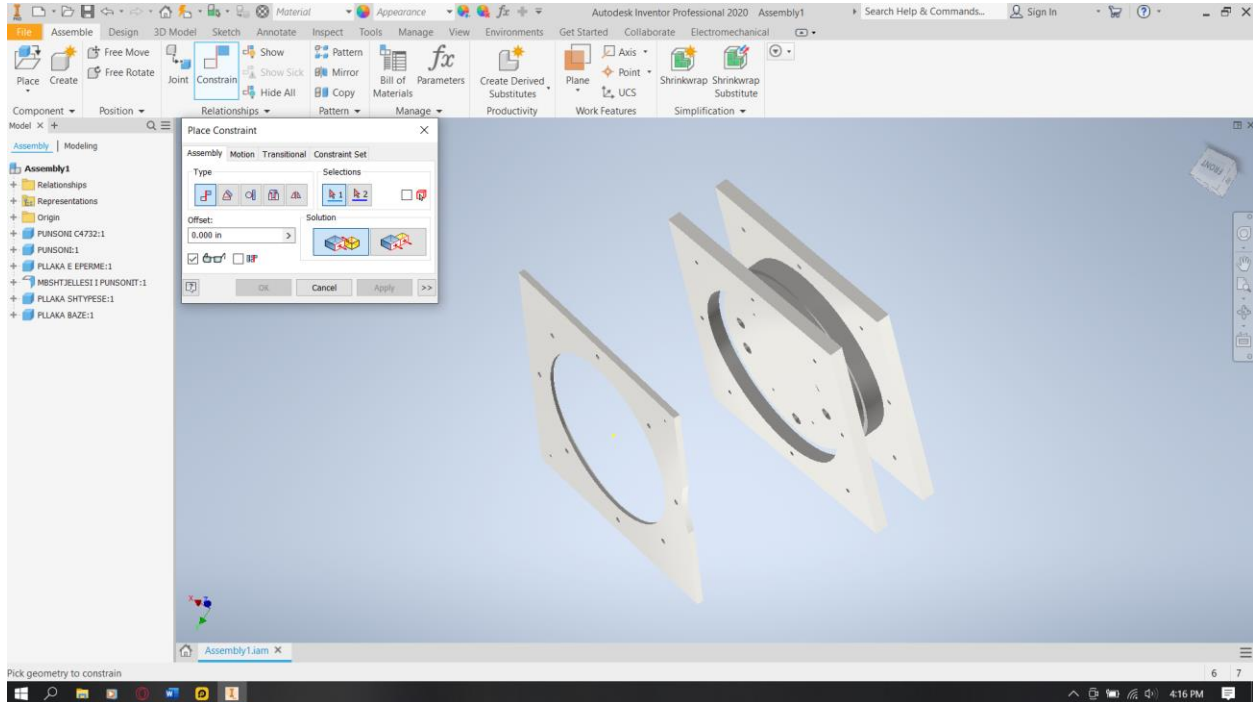 Material Appearance fx Autodesk Inventor Professional 2020 Assembly1 Search Help & Commands... Sign In
File Assemble Design 3D Model Sketch Annotate Inspect Tools Manage View Environments Get Started Collaborate Electromechanical
Free Move Show Pattern fx Axis
Free Rotate Show Sick Mirror Point
Place Create Joint Constrain Hide All Copy Bill of Materials Parameters Create Derived Substitutes Plane UCS Shrinkwrap Shrinkwrap Substitute
Component Position Relationships Pattern Manage Productivity Work Features Simplification
Model × +
Assembly | Modeling
Assembly1
Relationships
Representations
Origin
PUNSONI C4732:1
PUNSONI:1
PLLAKA E EPERME:1
MBSHTJELLESI I PUNSONIT:1
PLLAKA SHTYPESE:1
PLLAKA BAZE:1
Place Constraint
Assembly Motion Transitional Constraint Set
Type Selections
1 2
Offset: Solution
0.000 in
OK Cancel Apply >>
FRONT
X Z
Y
Assembly1.iam
Pick geometry to constrain 6 7
4:16 PM